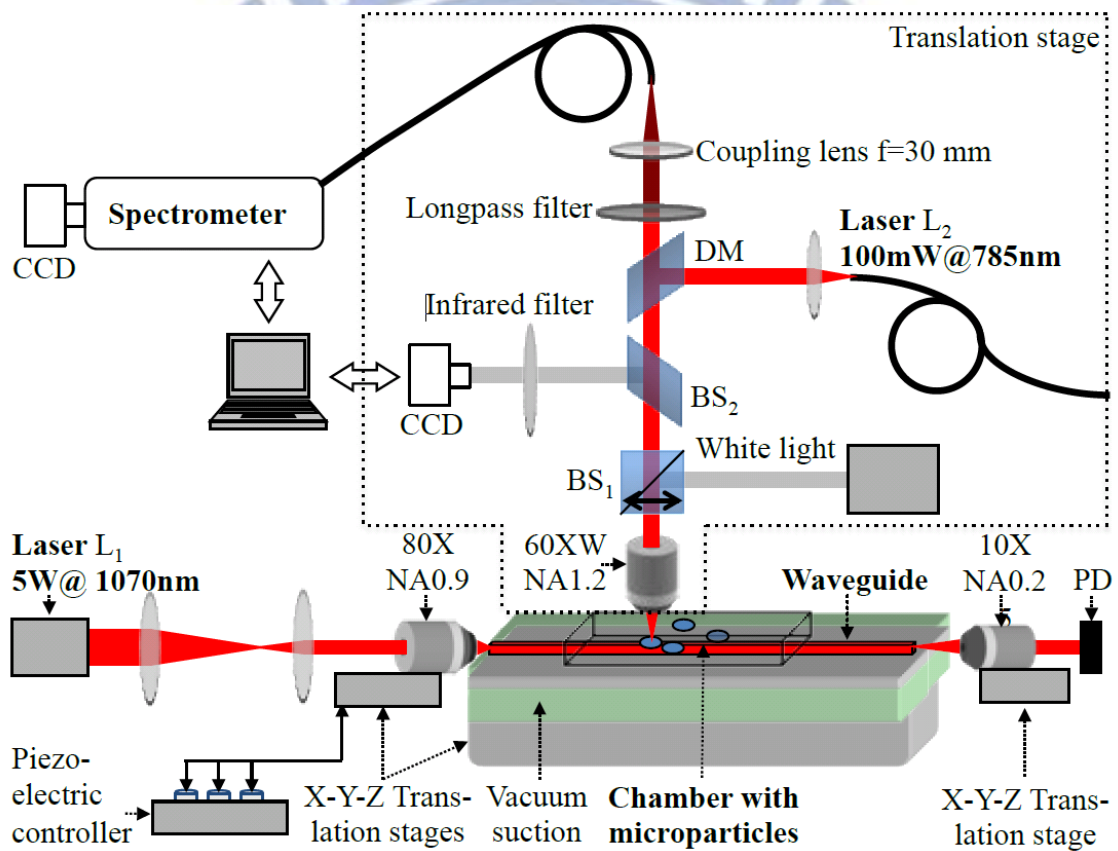 Translation stage
Coupling lens f=30 mm
Spectrometer
Longpass filter
Laser L₂
100mW@785nm
DM
CCD
Infrared filter
CCD
BS₂
White light
BS₁
Laser L₁
5W@ 1070nm
80X
NA0.9
60XW
NA1.2
Waveguide
10X
NA0.2
5
PD
Piezo-
electric
controller
X-Y-Z Trans-
lation stages
Vacuum
suction
Chamber with
microparticles
X-Y-Z Trans-
lation stage